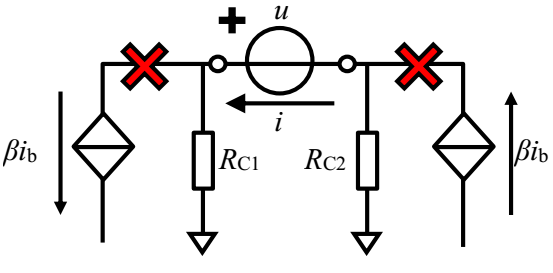 + u
i
βib RC1 RC2 βib